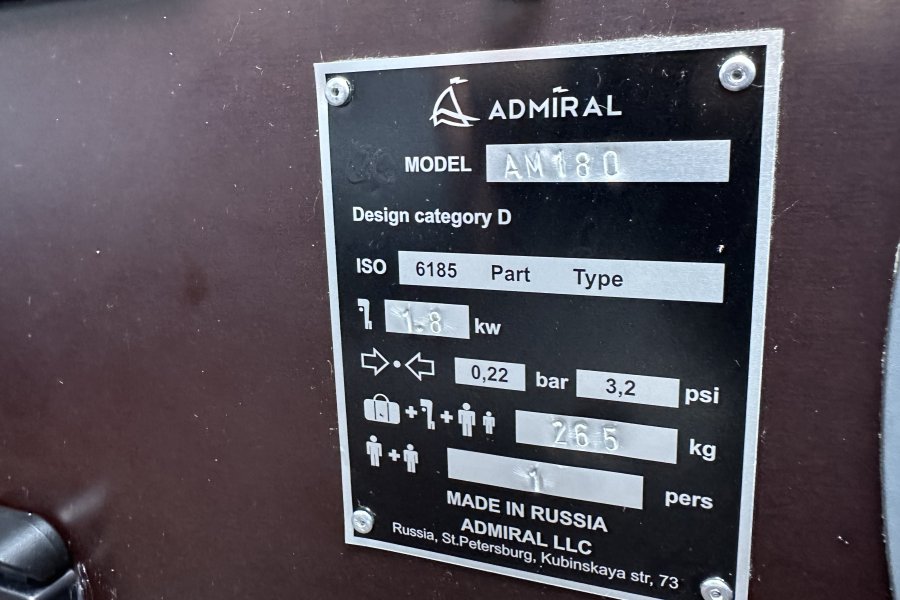 ADMIRAL
MODEL AM180
Design category D
ISO 6185 Part Type
1.8 kw
0,22 bar 3,2 psi
265 kg
1 pers
MADE IN RUSSIA
ADMIRAL LLC
Russia, St.Petersburg, Kubinskaya str, 73